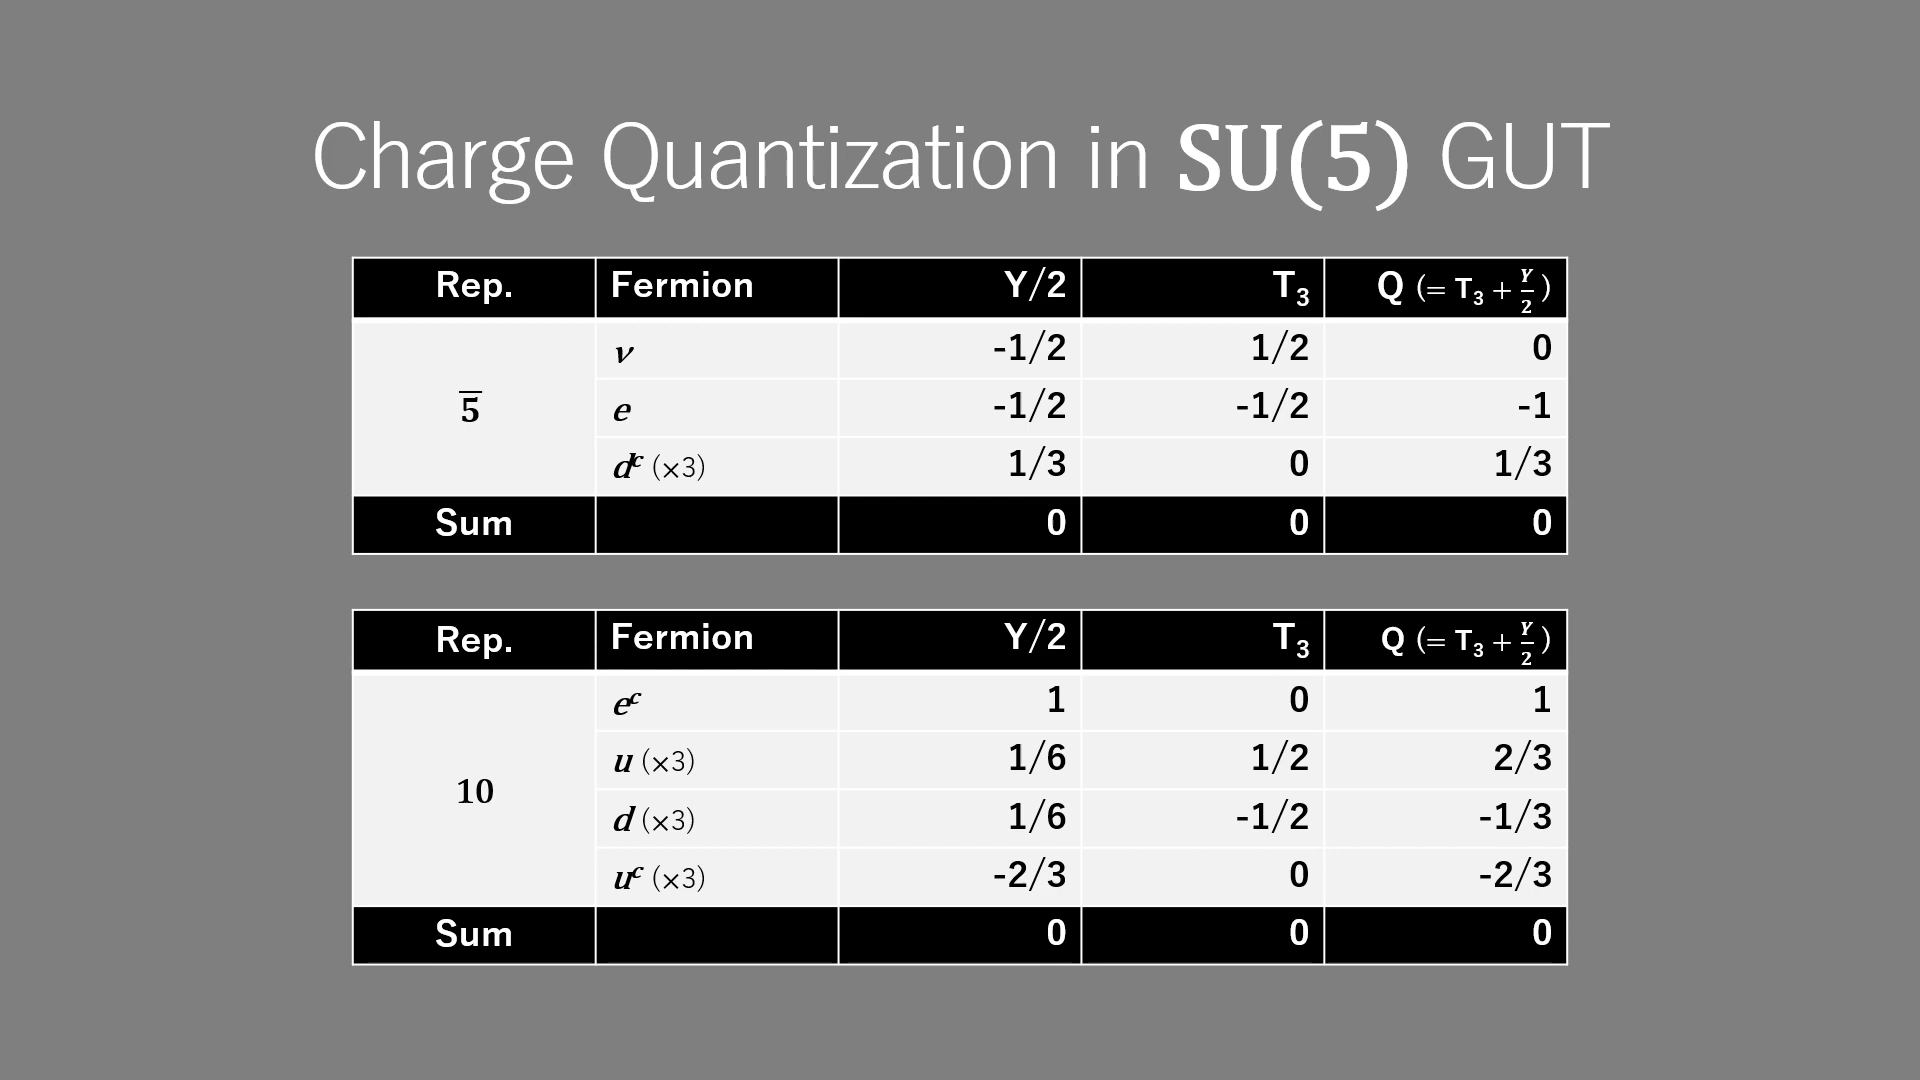 Charge Quantization in SU(5) GUT
Rep. Fermion Y/2 T₃ Q (= T₃ + Y/2)
5̅ ν -1/2 1/2 0
e -1/2 -1/2 -1
dᶜ (×3) 1/3 0 1/3
Sum 0 0 0
Rep. Fermion Y/2 T₃ Q (= T₃ + Y/2)
10 eᶜ 1 0 1
u (×3) 1/6 1/2 2/3
d (×3) 1/6 -1/2 -1/3
uᶜ (×3) -2/3 0 -2/3
Sum 0 0 0